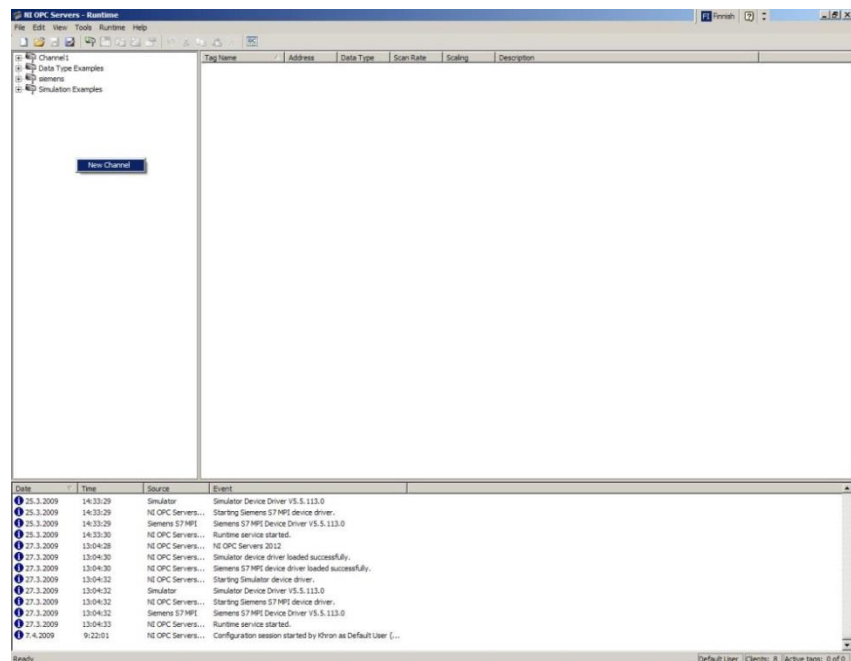 NI OPC Servers - Runtime
FI Finnish
File Edit View Tools Runtime Help
Channel1
Data Type Examples
siemens
Simulation Examples
New Channel
Tag Name Address Data Type Scan Rate Scaling Description
Date Time Source Event
25.3.2009 14:33:29 Simulator Simulator Device Driver V5.5.113.0
25.3.2009 14:33:29 NI OPC Servers... Starting Siemens S7 MPI device driver.
25.3.2009 14:33:29 Siemens S7 MPI Siemens S7 MPI Device Driver V5.5.113.0
25.3.2009 14:33:30 NI OPC Servers... Runtime service started.
27.3.2009 13:04:28 NI OPC Servers... NI OPC Servers 2012
27.3.2009 13:04:30 NI OPC Servers... Simulator device driver loaded successfully.
27.3.2009 13:04:30 NI OPC Servers... Siemens S7 MPI device driver loaded successfully.
27.3.2009 13:04:32 NI OPC Servers... Starting Simulator device driver.
27.3.2009 13:04:32 Simulator Simulator Device Driver V5.5.113.0
27.3.2009 13:04:32 NI OPC Servers... Starting Siemens S7 MPI device driver.
27.3.2009 13:04:32 Siemens S7 MPI Siemens S7 MPI Device Driver V5.5.113.0
27.3.2009 13:04:33 NI OPC Servers... Runtime service started.
7.4.2009 9:22:01 NI OPC Servers... Configuration session started by Khron as Default User (...
Ready Default User Clients: 8 Active tags: 0 of 0